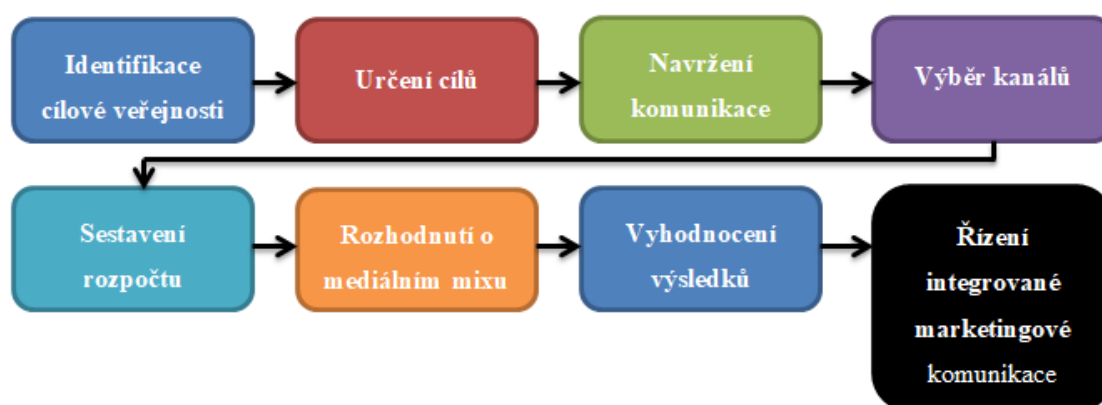 Identifikace
cílové veřejnosti
Určení cílů
Navržení
komunikace
Výběr kanálů
Sestavení
rozpočtu
Rozhodnutí o
mediálním mixu
Vyhodnocení
výsledků
Řízení
integrované
marketingové
komunikace